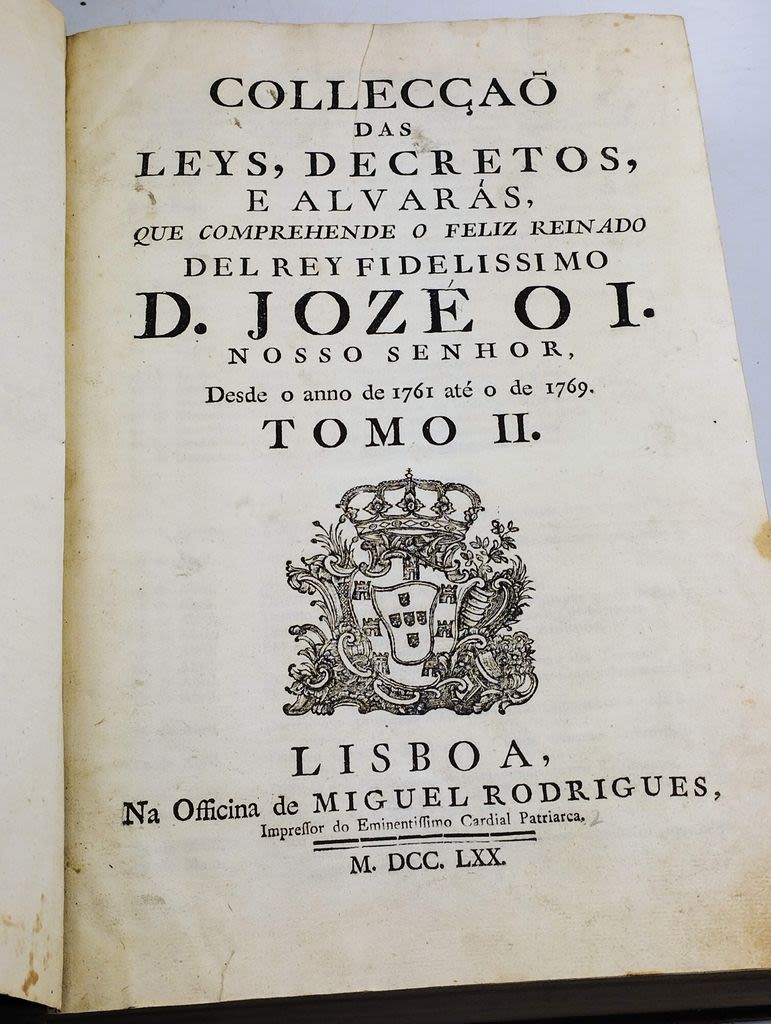 COLLECÇAÕ
DAS
LEYS, DECRETOS,
E ALVARÁS,
QUE COMPREHENDE O FELIZ REINADO
DEL REY FIDELISSIMO
D. JOZÉ O I.
NOSSO SENHOR,
Desde o anno de 1761 até o de 1769.
TOMO II.
LISBOA,
Na Officina de MIGUEL RODRIGUES,
Impreſſor do Eminentiſſimo Cardial Patriarca.
M. DCC. LXX.